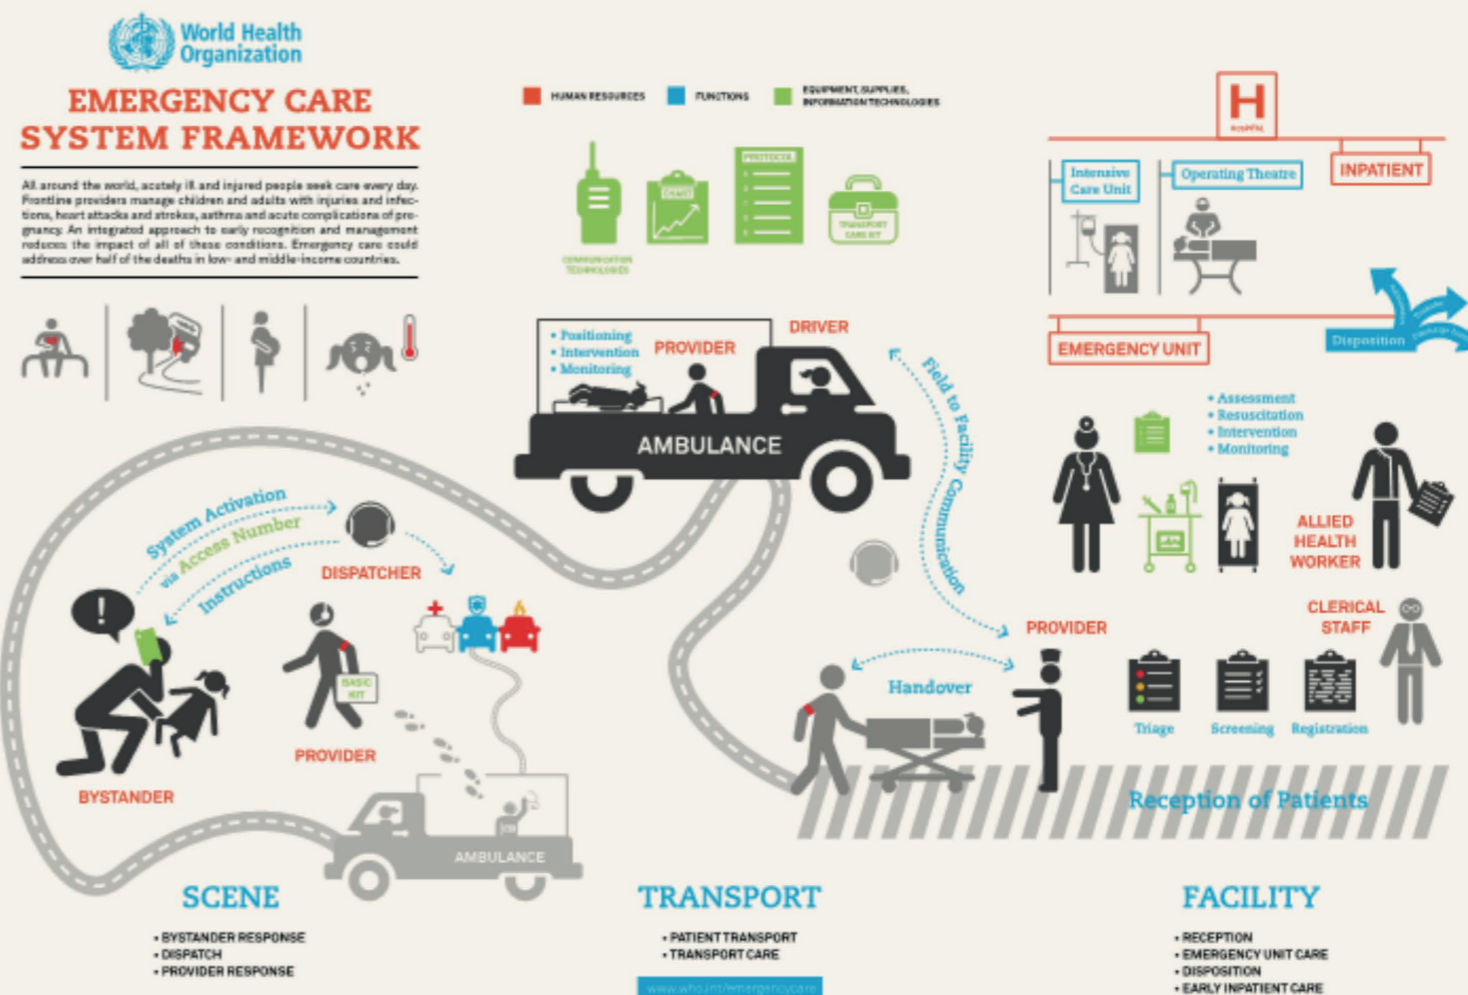 World Health
Organization
EMERGENCY CARE
SYSTEM FRAMEWORK
All around the world, acutely ill and injured people seek care every day.
Frontline providers manage children and adults with injuries and infec-
tions, heart attacks and strokes, asthma and acute complications of pre-
gnancy. An integrated approach to early recognition and management
reduces the impact of all of these conditions. Emergency care could
address over half of the deaths in low- and middle-income countries.
HUMAN RESOURCES
FUNCTIONS
EQUIPMENT, SUPPLIES,
INFORMATION TECHNOLOGIES
CHART
PROTOCOL
TRANSPORT
CARE KIT
COMMUNICATION
TECHNOLOGIES
H
HOSPITAL
INPATIENT
Intensive
Care Unit
Operating Theatre
EMERGENCY UNIT
Disposition
• Positioning
• Intervention
• Monitoring
PROVIDER
DRIVER
AMBULANCE
Field to Facility Communication
• Assessment
• Resuscitation
• Intervention
• Monitoring
ALLIED
HEALTH
WORKER
CLERICAL
STAFF
System Activation
via Access Number
Instructions
DISPATCHER
!
BASIC
KIT
PROVIDER
BYSTANDER
AMBULANCE
PROVIDER
Handover
Triage
Screening
Registration
Reception of Patients
SCENE
• BYSTANDER RESPONSE
• DISPATCH
• PROVIDER RESPONSE
TRANSPORT
• PATIENT TRANSPORT
• TRANSPORT CARE
www.who.int/emergencycare
FACILITY
• RECEPTION
• EMERGENCY UNIT CARE
• DISPOSITION
• EARLY INPATIENT CARE